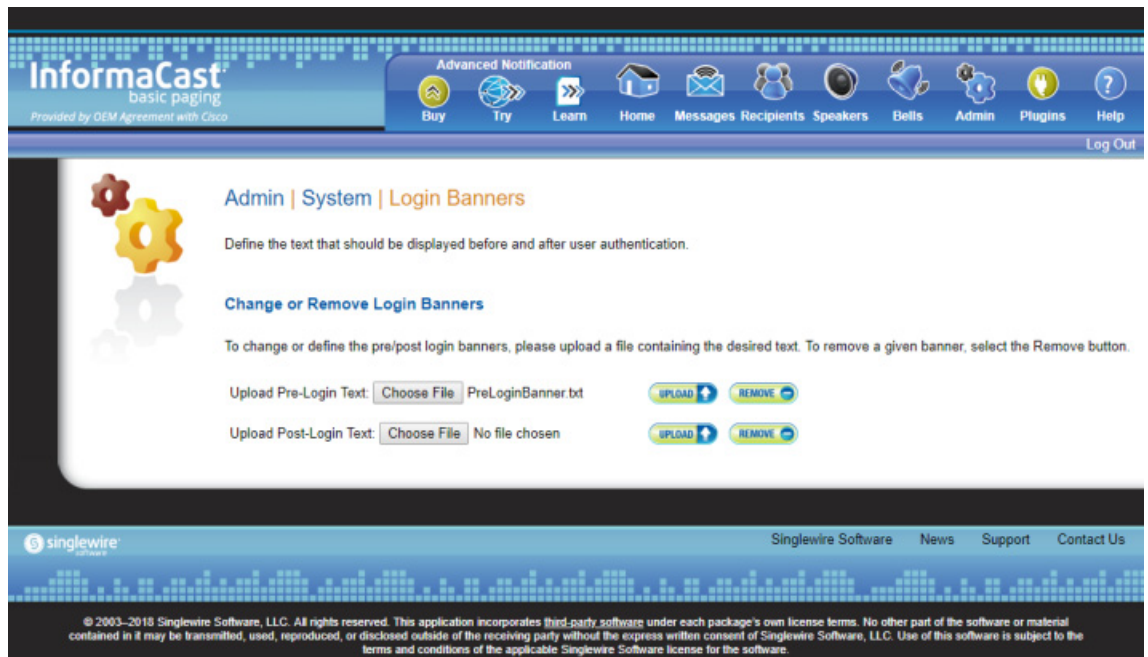 InformaCast
basic paging
Provided by OEM Agreement with Cisco
Advanced Notification
Buy Try Learn Home Messages Recipients Speakers Bells Admin Plugins Help
Log Out
Admin | System | Login Banners
Define the text that should be displayed before and after user authentication.
Change or Remove Login Banners
To change or define the pre/post login banners, please upload a file containing the desired text. To remove a given banner, select the Remove button.
Upload Pre-Login Text: Choose File PreLoginBanner.txt UPLOAD REMOVE
Upload Post-Login Text: Choose File No file chosen UPLOAD REMOVE
singlewire
software
Singlewire Software News Support Contact Us
© 2003–2018 Singlewire Software, LLC. All rights reserved. This application incorporates third-party software under each package's own license terms. No other part of the software or material
contained in it may be transmitted, used, reproduced, or disclosed outside of the receiving party without the express written consent of Singlewire Software, LLC. Use of this software is subject to the
terms and conditions of the applicable Singlewire Software license for the software.